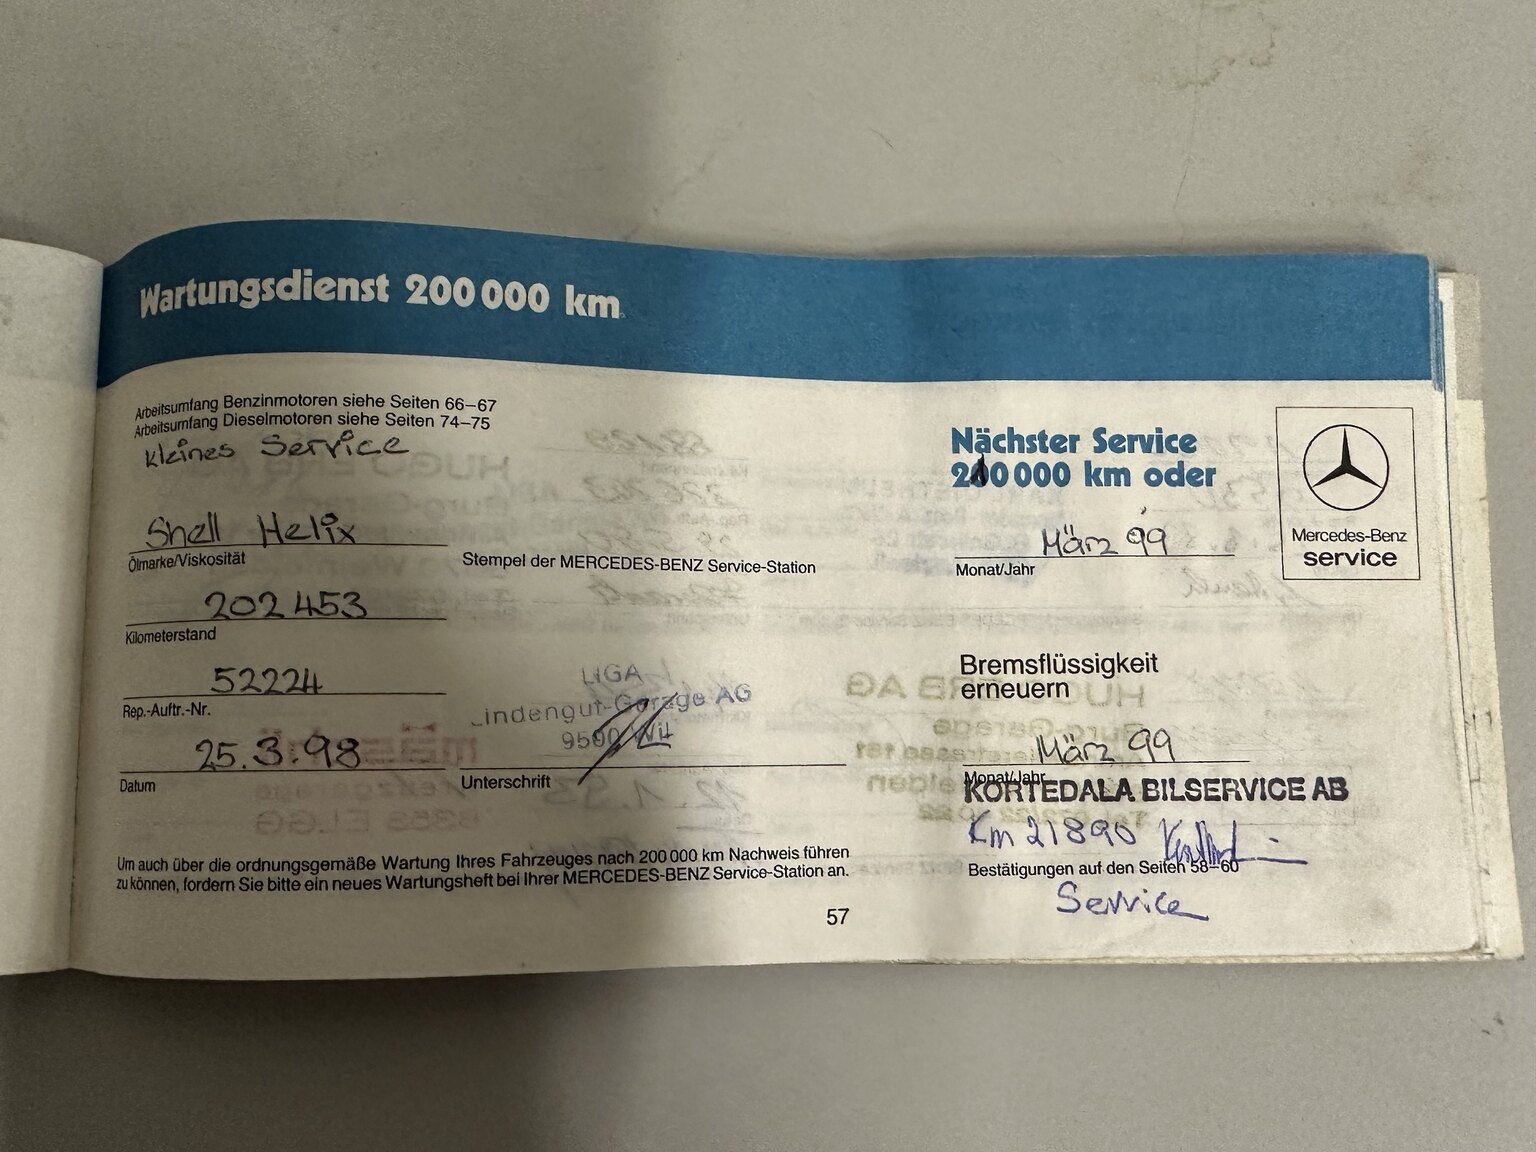 Wartungsdienst 200 000 km
Arbeitsumfang Benzinmotoren siehe Seiten 66–67
Arbeitsumfang Dieselmotoren siehe Seiten 74–75
Kleines Service
Shell Helix
Ölmarke/Viskosität
Stempel der MERCEDES-BENZ Service-Station
202 453
Kilometerstand
52224
Rep.-Auftr.-Nr.
LIGA
Lindengut-Garage AG
9500 Wil
25.3.98
Datum
Unterschrift
Um auch über die ordnungsgemäße Wartung Ihres Fahrzeuges nach 200 000 km Nachweis führen
zu können, fordern Sie bitte ein neues Wartungsheft bei Ihrer MERCEDES-BENZ Service-Station an.
57
Nächster Service
210 000 km oder
März 99
Monat/Jahr
Mercedes-Benz
service
Bremsflüssigkeit
erneuern
März 99
Monat/Jahr
KORTEDALA BILSERVICE AB
Km 21890
Bestätigungen auf den Seiten 58–60
Service